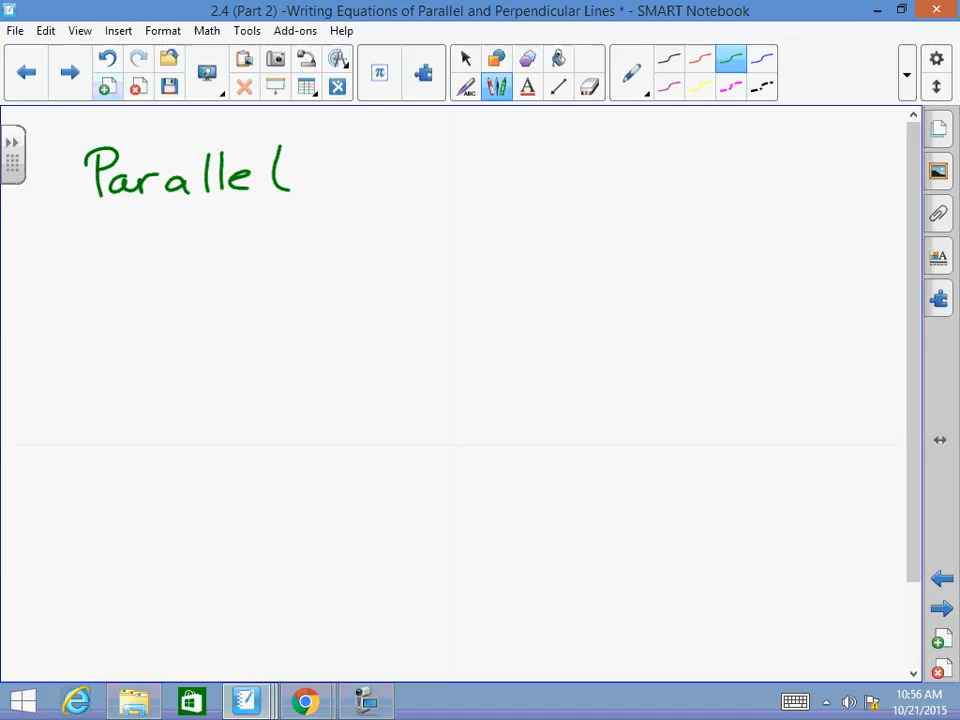 2.4 (Part 2) -Writing Equations of Parallel and Perpendicular Lines * - SMART Notebook
File Edit View Insert Format Math Tools Add-ons Help
Parallel
10:56 AM
10/21/2015